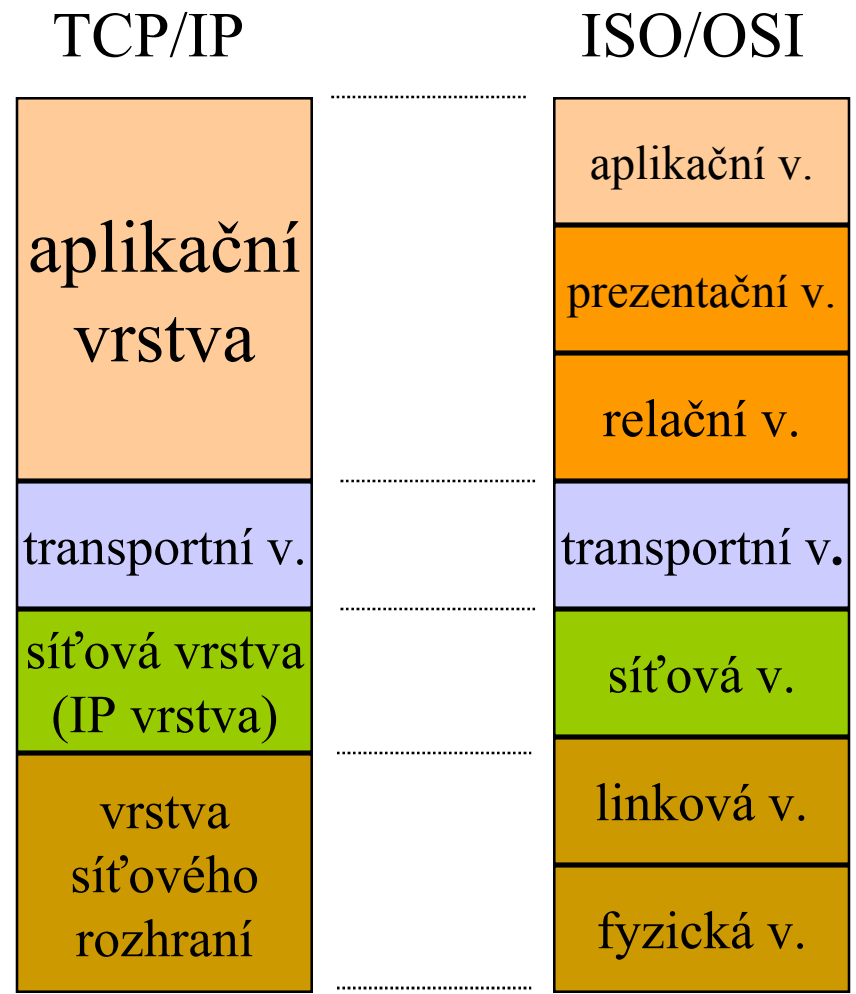 TCP/IP
ISO/OSI
aplikační
vrstva
transportní v.
síťová vrstva
(IP vrstva)
vrstva
síťového
rozhraní
aplikační v.
prezentační v.
relační v.
transportní v.
síťová v.
linková v.
fyzická v.